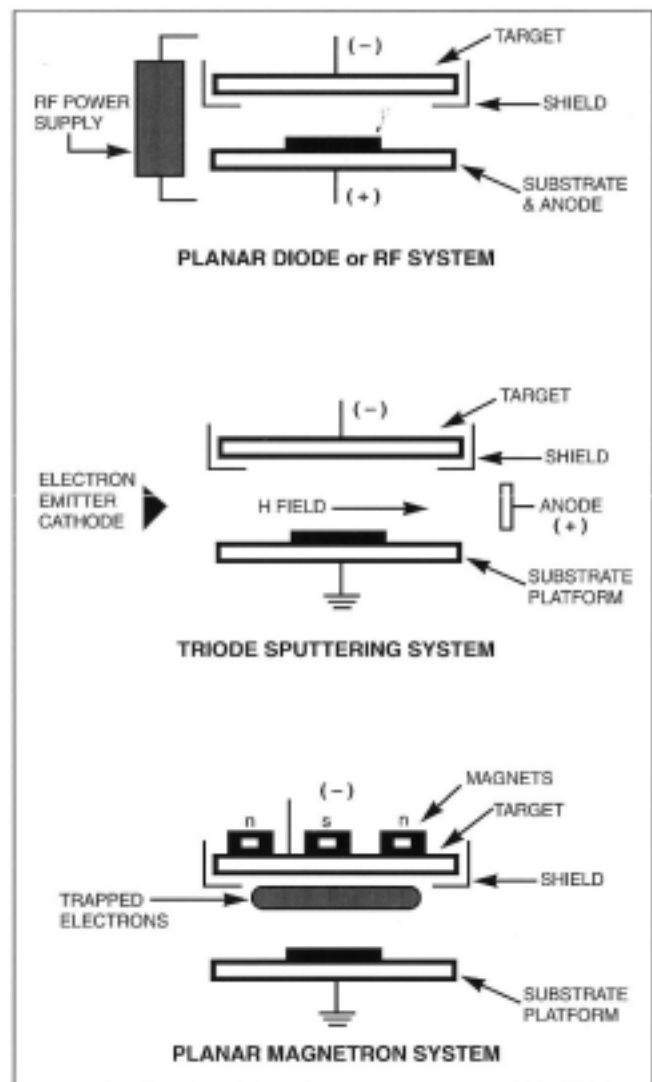 (-)
TARGET
RF POWER
SUPPLY
SHIELD
SUBSTRATE
& ANODE
(+)
PLANAR DIODE or RF SYSTEM
(-)
TARGET
SHIELD
ELECTRON
EMITTER
CATHODE
H FIELD
ANODE
(+)
SUBSTRATE
PLATFORM
TRIODE SPUTTERING SYSTEM
MAGNETS
(-)
n s n
TARGET
SHIELD
TRAPPED
ELECTRONS
SUBSTRATE
PLATFORM
PLANAR MAGNETRON SYSTEM